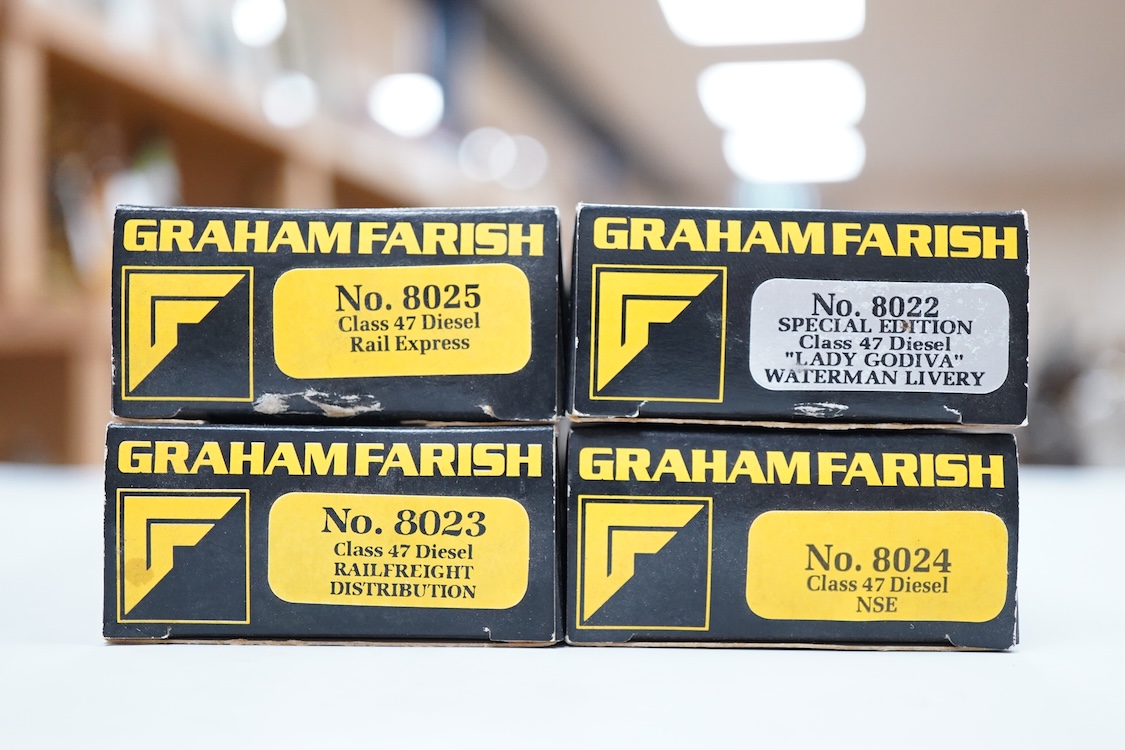 GRAHAM FARISH
No. 8025
Class 47 Diesel
Rail Express
GRAHAM FARISH
No. 8022
SPECIAL EDITION
Class 47 Diesel
"LADY GODIVA"
WATERMAN LIVERY
GRAHAM FARISH
No. 8023
Class 47 Diesel
RAILFREIGHT
DISTRIBUTION
GRAHAM FARISH
No. 8024
Class 47 Diesel
NSE